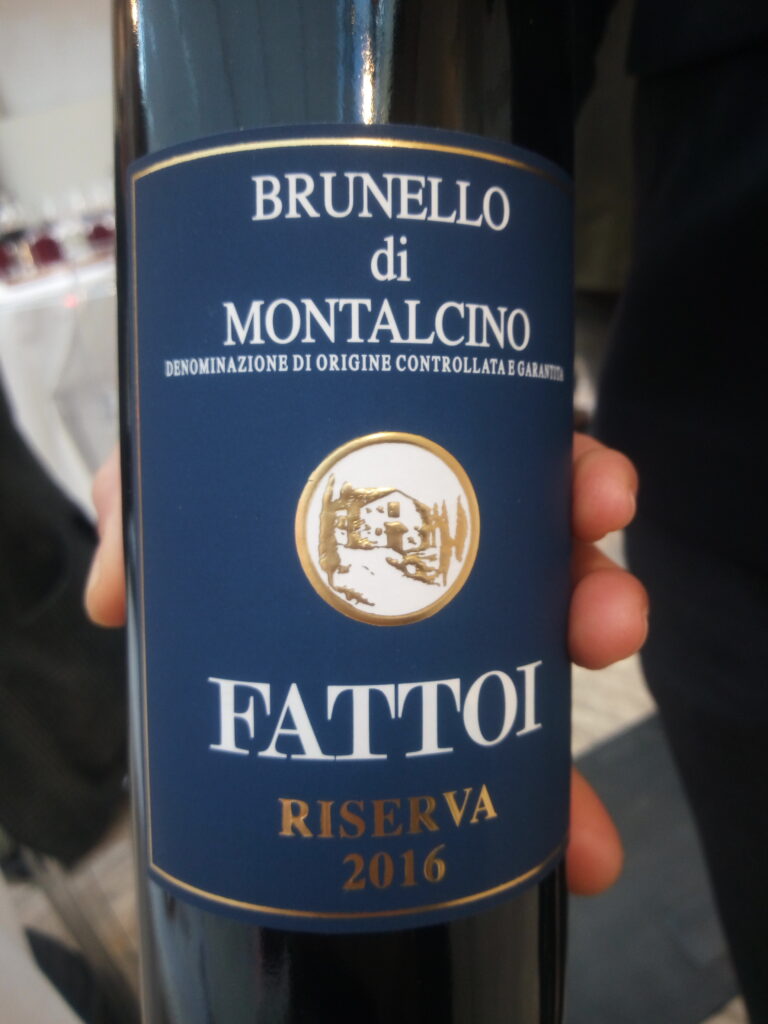 BRUNELLO
di
MONTALCINO
DENOMINAZIONE DI ORIGINE CONTROLLATA E GARANTITA
FATTOI
RISERVA
2016